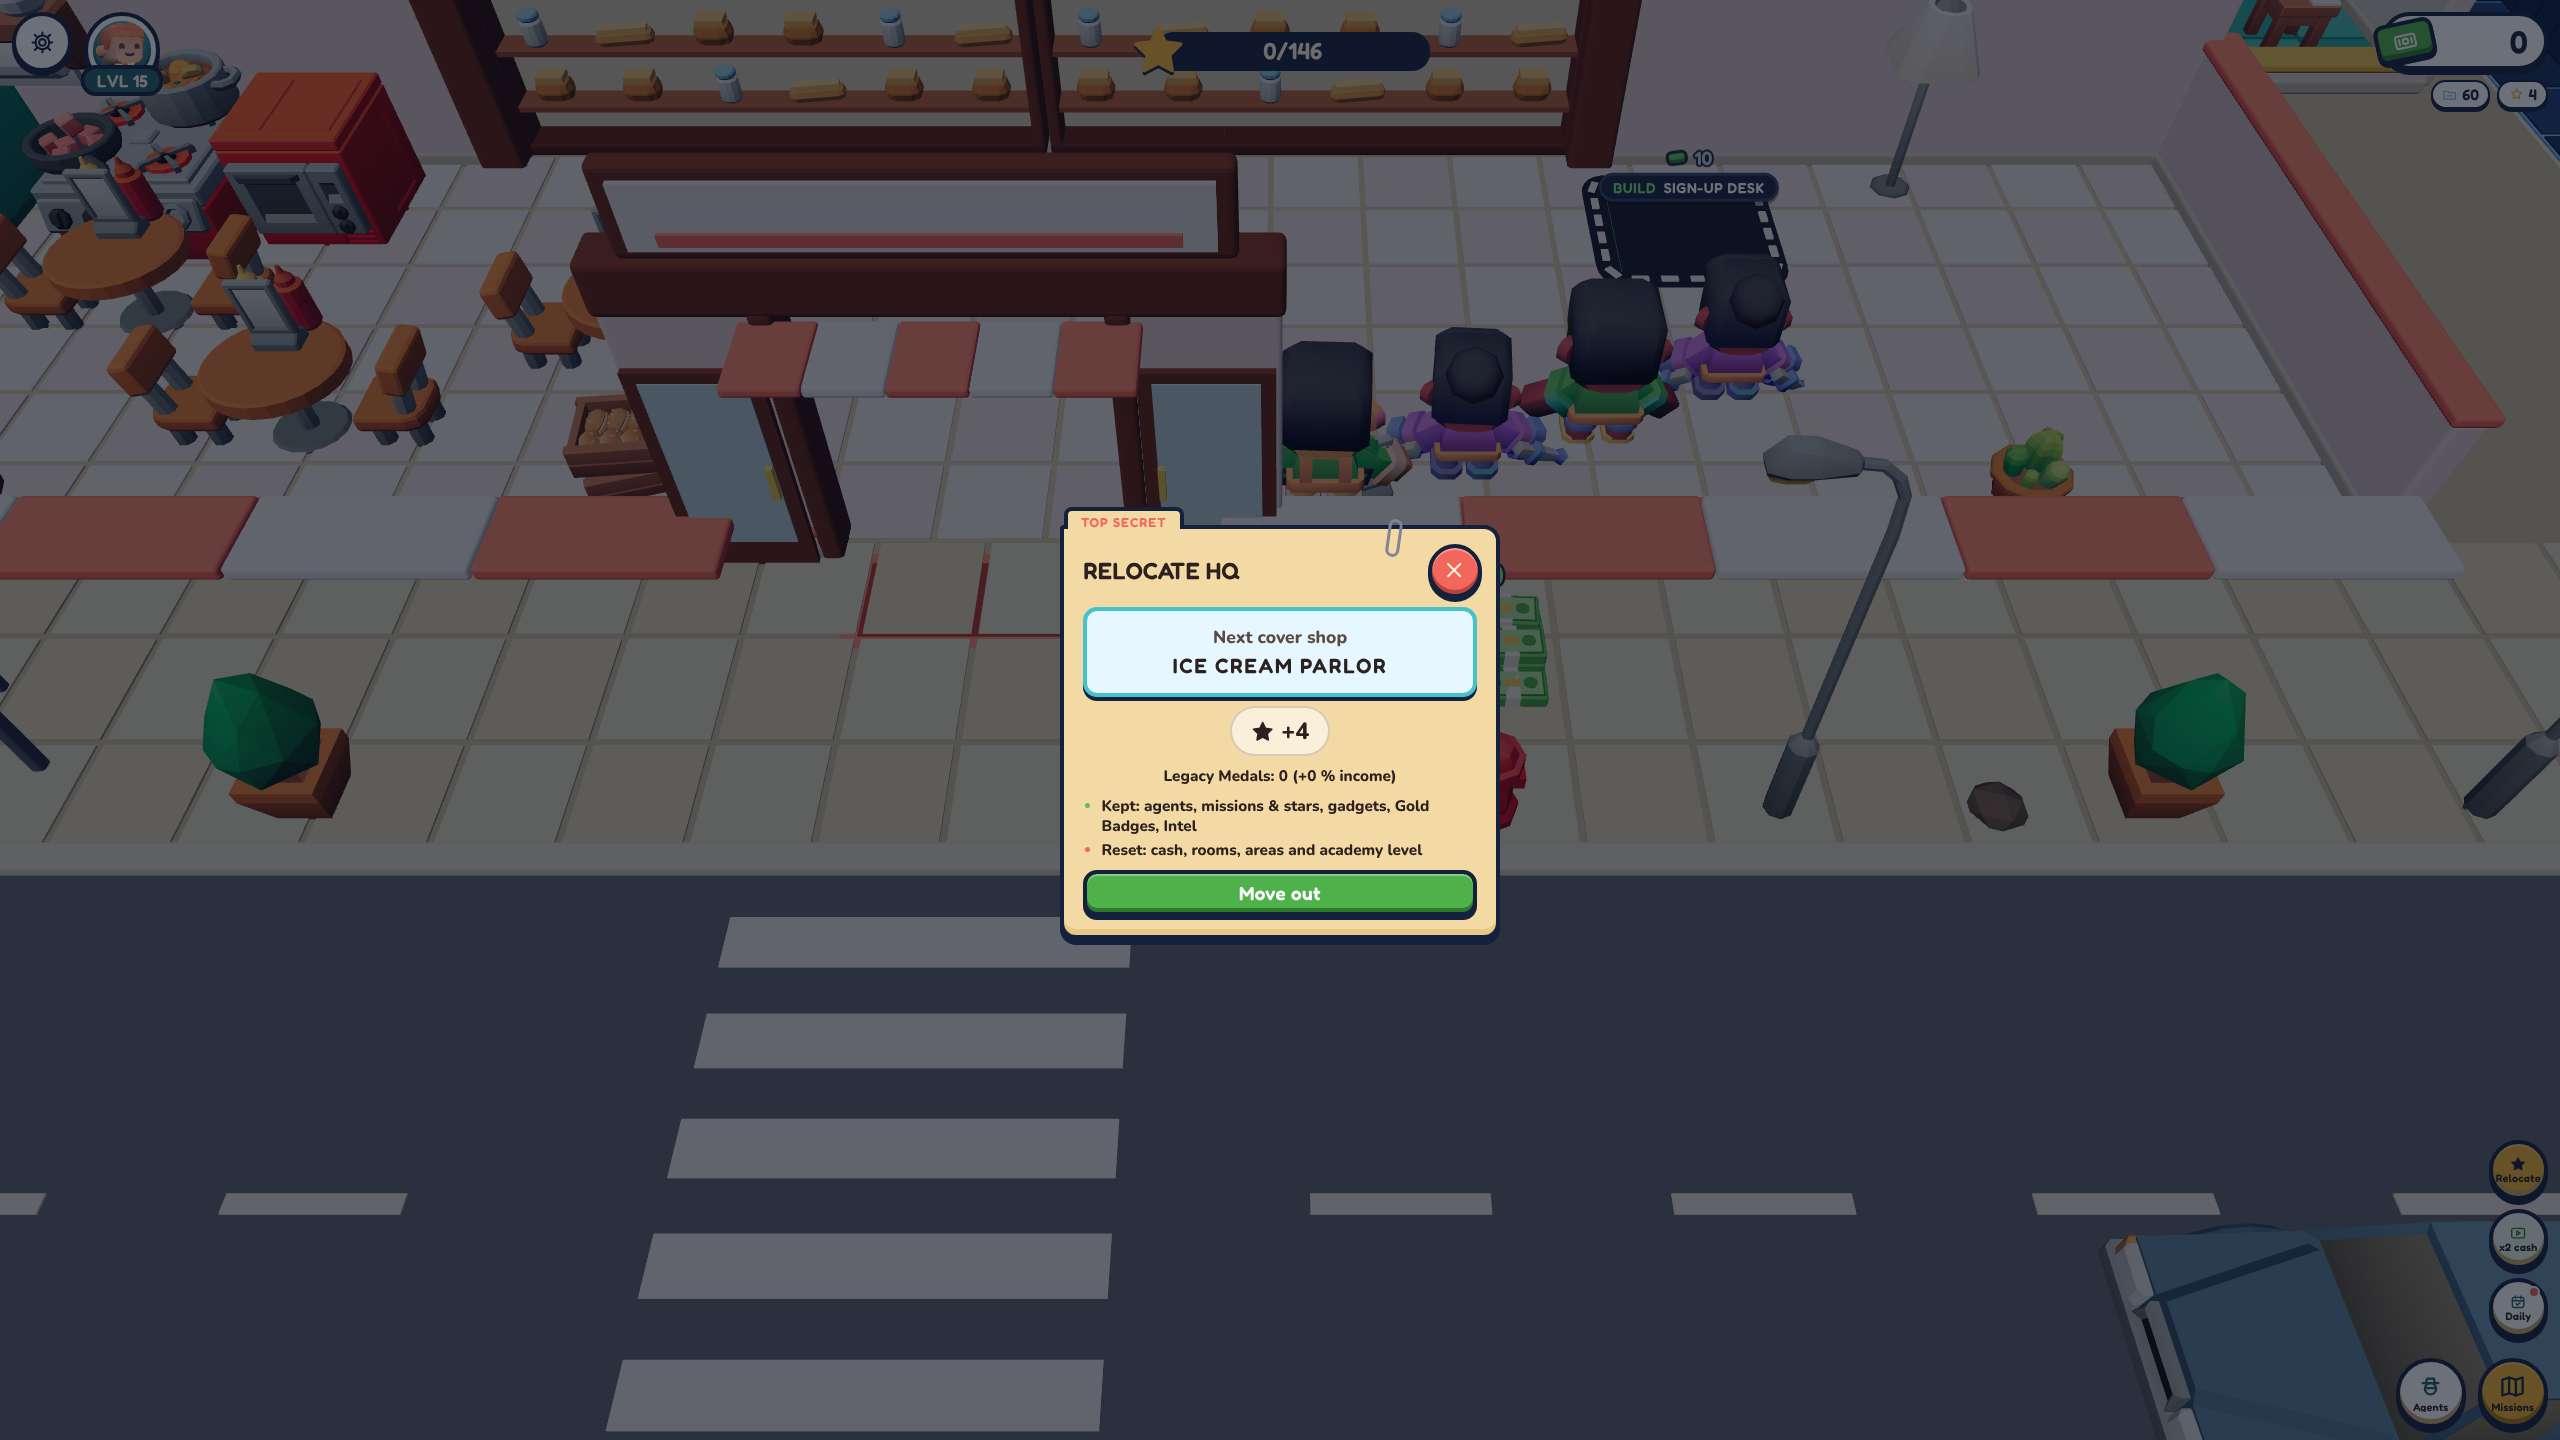 LVL 15
0/146
0
60
4
10
BUILD SIGN-UP DESK
TOP SECRET
RELOCATE HQ
Next cover shop
ICE CREAM PARLOR
+4
Legacy Medals: 0 (+0 % income)
Kept: agents, missions & stars, gadgets, Gold
Badges, Intel
Reset: cash, rooms, areas and academy level
Move out
Relocate
x2 cash
Daily
Agents
Missions